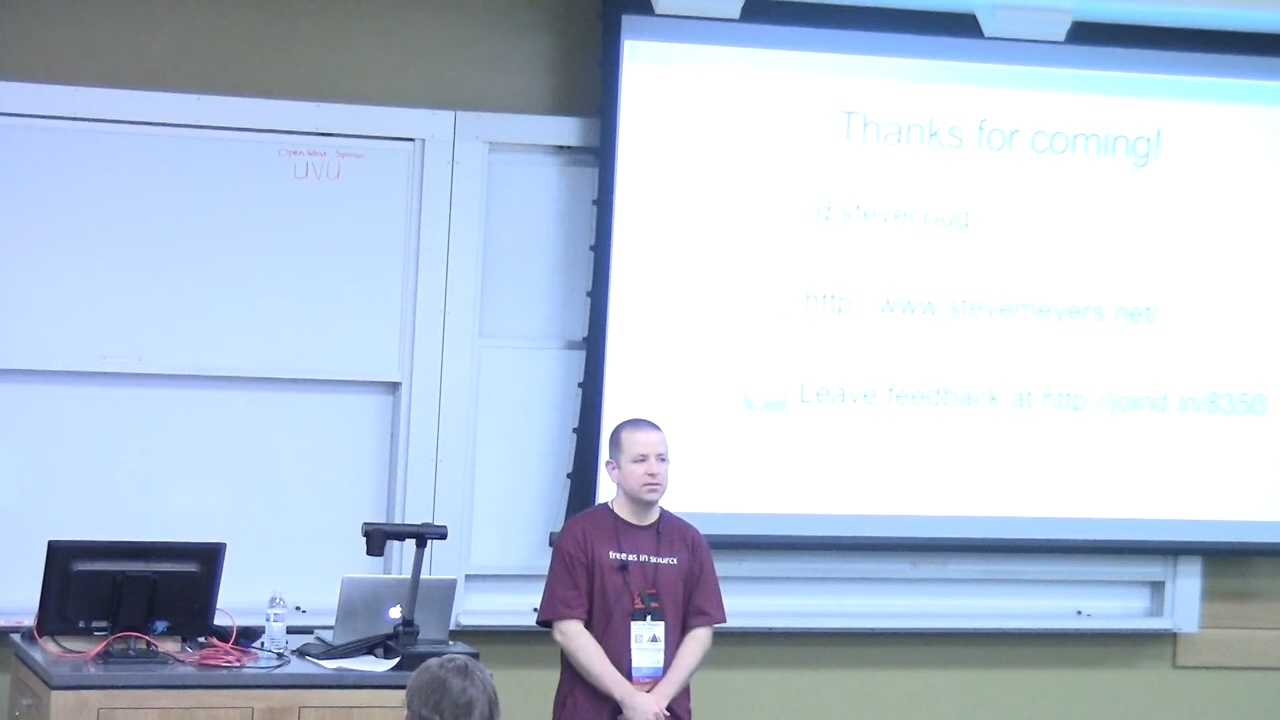 Open West Sponsor
UVU
Thanks for coming!
@stevecoug
http://www.stevemeyers.net/
Leave feedback at http://joind.in/8350
free as in source